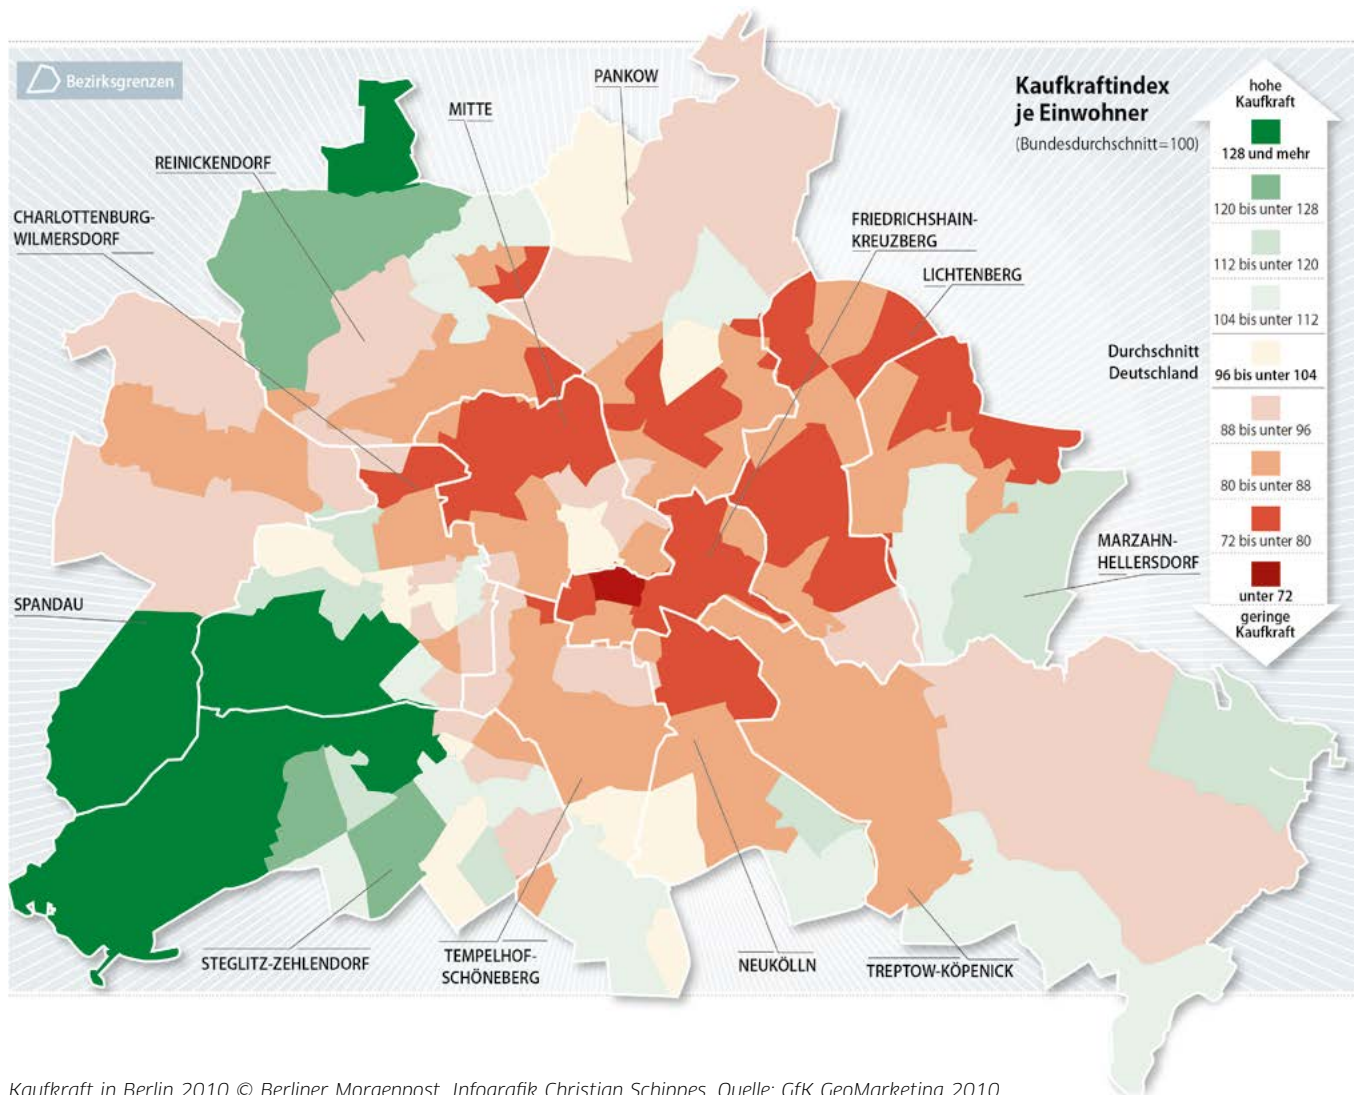 Bezirksgrenzen
PANKOW
MITTE
REINICKENDORF
CHARLOTTENBURG-
WILMERSDORF
FRIEDRICHSHAIN-
KREUZBERG
LICHTENBERG
MARZAHN-
HELLERSDORF
SPANDAU
STEGLITZ-ZEHLENDORF
TEMPELHOF-
SCHÖNEBERG
NEUKÖLLN
TREPTOW-KÖPENICK
Kaufkraftindex
je Einwohner
(Bundesdurchschnitt=100)
hohe
Kaufkraft
128 und mehr
120 bis unter 128
112 bis unter 120
104 bis unter 112
Durchschnitt
Deutschland
96 bis unter 104
88 bis unter 96
80 bis unter 88
72 bis unter 80
unter 72
geringe
Kaufkraft
Kaufkraft in Berlin 2010 © Berliner Morgenpost, Infografik Christian Schippes, Quelle: GfK GeoMarketing 2010